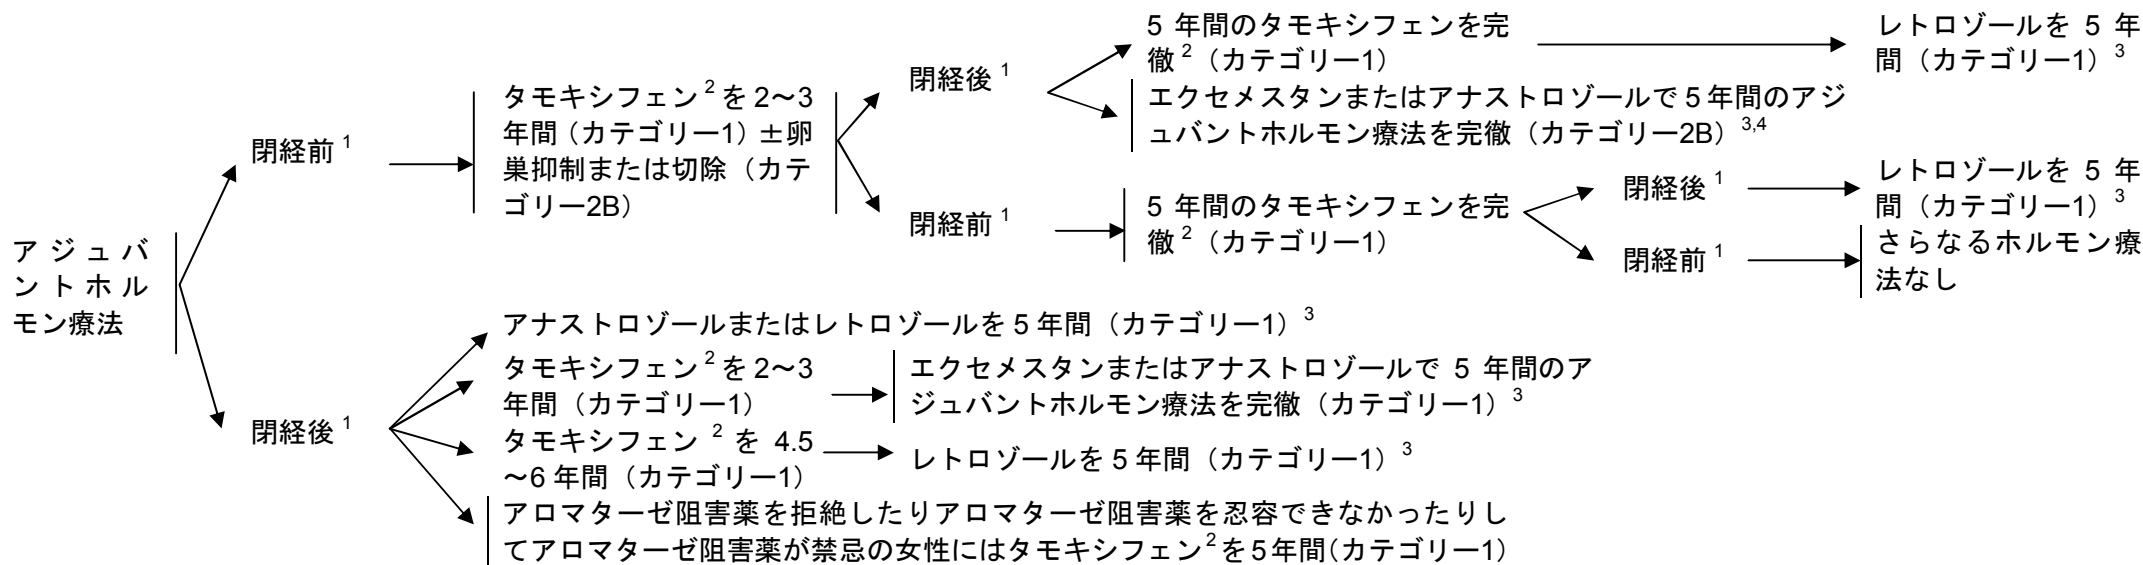 アジュバ
ントホル
モン療法
閉経前 1
タモキシフェン 2 を 2～3
年間（カテゴリー1）±卵
巣抑制または切除（カテ
ゴリー2B）
閉経後 1
5 年間のタモキシフェンを完
徹 2（カテゴリー1）
レトロゾールを 5 年
間（カテゴリー1）3
エクセメスタンまたはアナストロゾールで 5 年間のアジ
ュバントホルモン療法を完徹（カテゴリー2B）3,4
閉経前 1
5 年間のタモキシフェンを完
徹 2（カテゴリー1）
閉経後 1
レトロゾールを 5 年
間（カテゴリー1）3
閉経前 1
さらなるホルモン療
法なし
閉経後 1
アナストロゾールまたはレトロゾールを 5 年間（カテゴリー1）3
タモキシフェン 2 を 2～3
年間（カテゴリー1）
エクセメスタンまたはアナストロゾールで 5 年間のア
ジュバントホルモン療法を完徹（カテゴリー1）3
タモキシフェン 2 を 4.5
～6 年間（カテゴリー1）
レトロゾールを 5 年間（カテゴリー1）3
アロマターゼ阻害薬を拒絶したりアロマターゼ阻害薬を忍容できなかったりし
てアロマターゼ阻害薬が禁忌の女性にはタモキシフェン 2 を 5 年間（カテゴリー1）